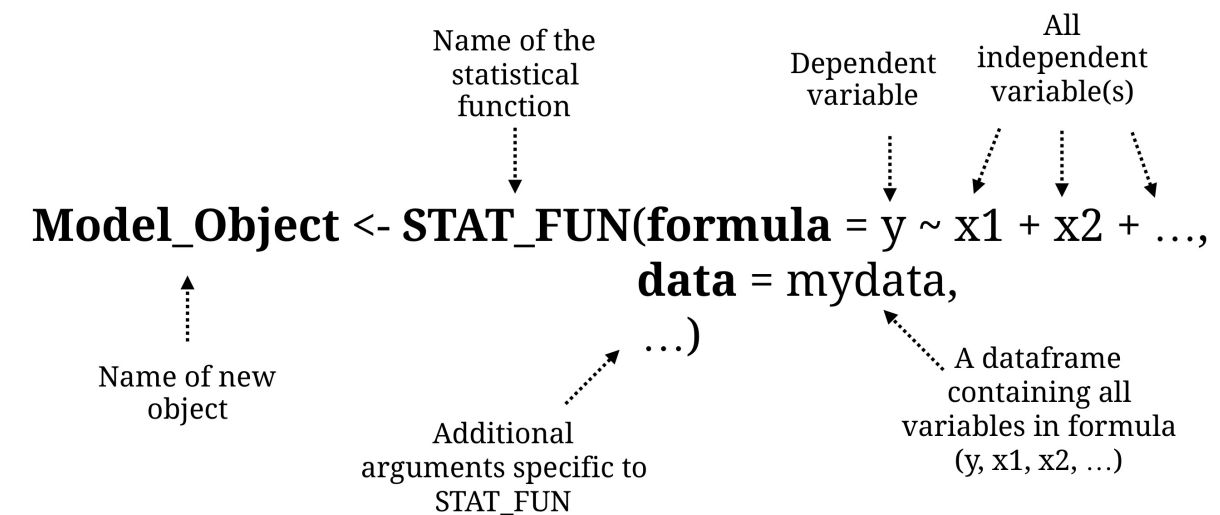 Name of the
statistical
function
Dependent
variable
All
independent
variable(s)
Model_Object <- STAT_FUN(formula = y ~ x1 + x2 + …,
data = mydata,
…)
Name of new
object
Additional
arguments specific to
STAT_FUN
A dataframe
containing all
variables in formula
(y, x1, x2, …)